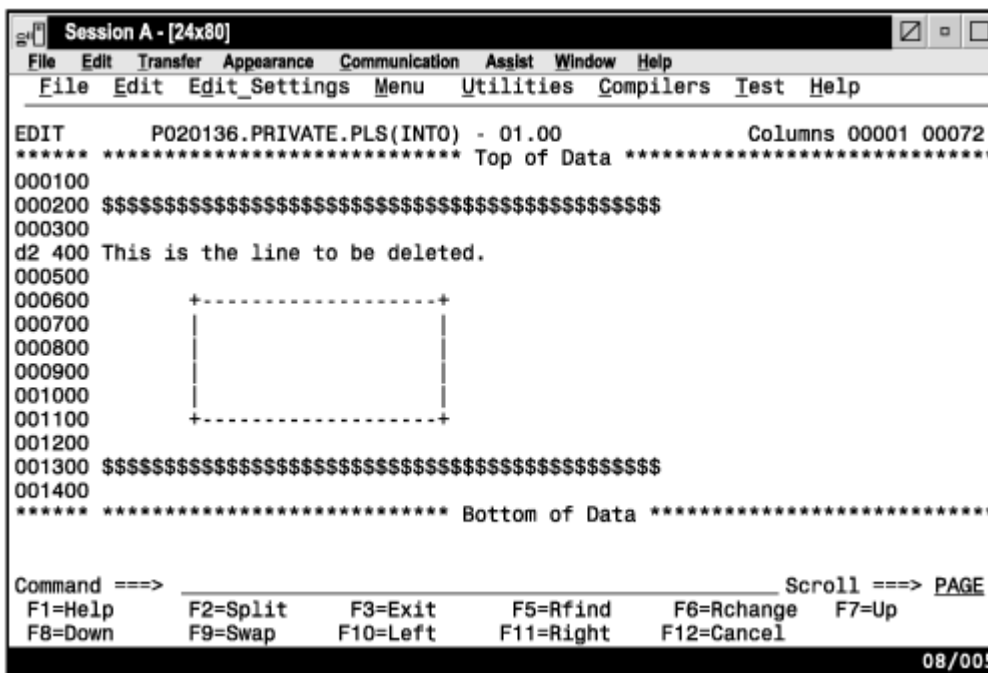 Session A - [24x80]
File Edit Transfer Appearance Communication Assist Window Help
File Edit Edit_Settings Menu Utilities Compilers Test Help
EDIT P020136.PRIVATE.PLS(INTO) - 01.00 Columns 00001 00072
****** ***************************** Top of Data ******************************
000100
000200 $$$$$$$$$$$$$$$$$$$$$$$$$$$$$$$$$$$$$$$$$$$$$
000300
d2 400 This is the line to be deleted.
000500
000600 +-------------------+
000700 | |
000800 | |
000900 | |
001000 | |
001100 +-------------------+
001200
001300 $$$$$$$$$$$$$$$$$$$$$$$$$$$$$$$$$$$$$$$$$$$$$
001400
****** **************************** Bottom of Data ****************************
Command ===> Scroll ===> PAGE
F1=Help F2=Split F3=Exit F5=Rfind F6=Rchange F7=Up
F8=Down F9=Swap F10=Left F11=Right F12=Cancel
08/005